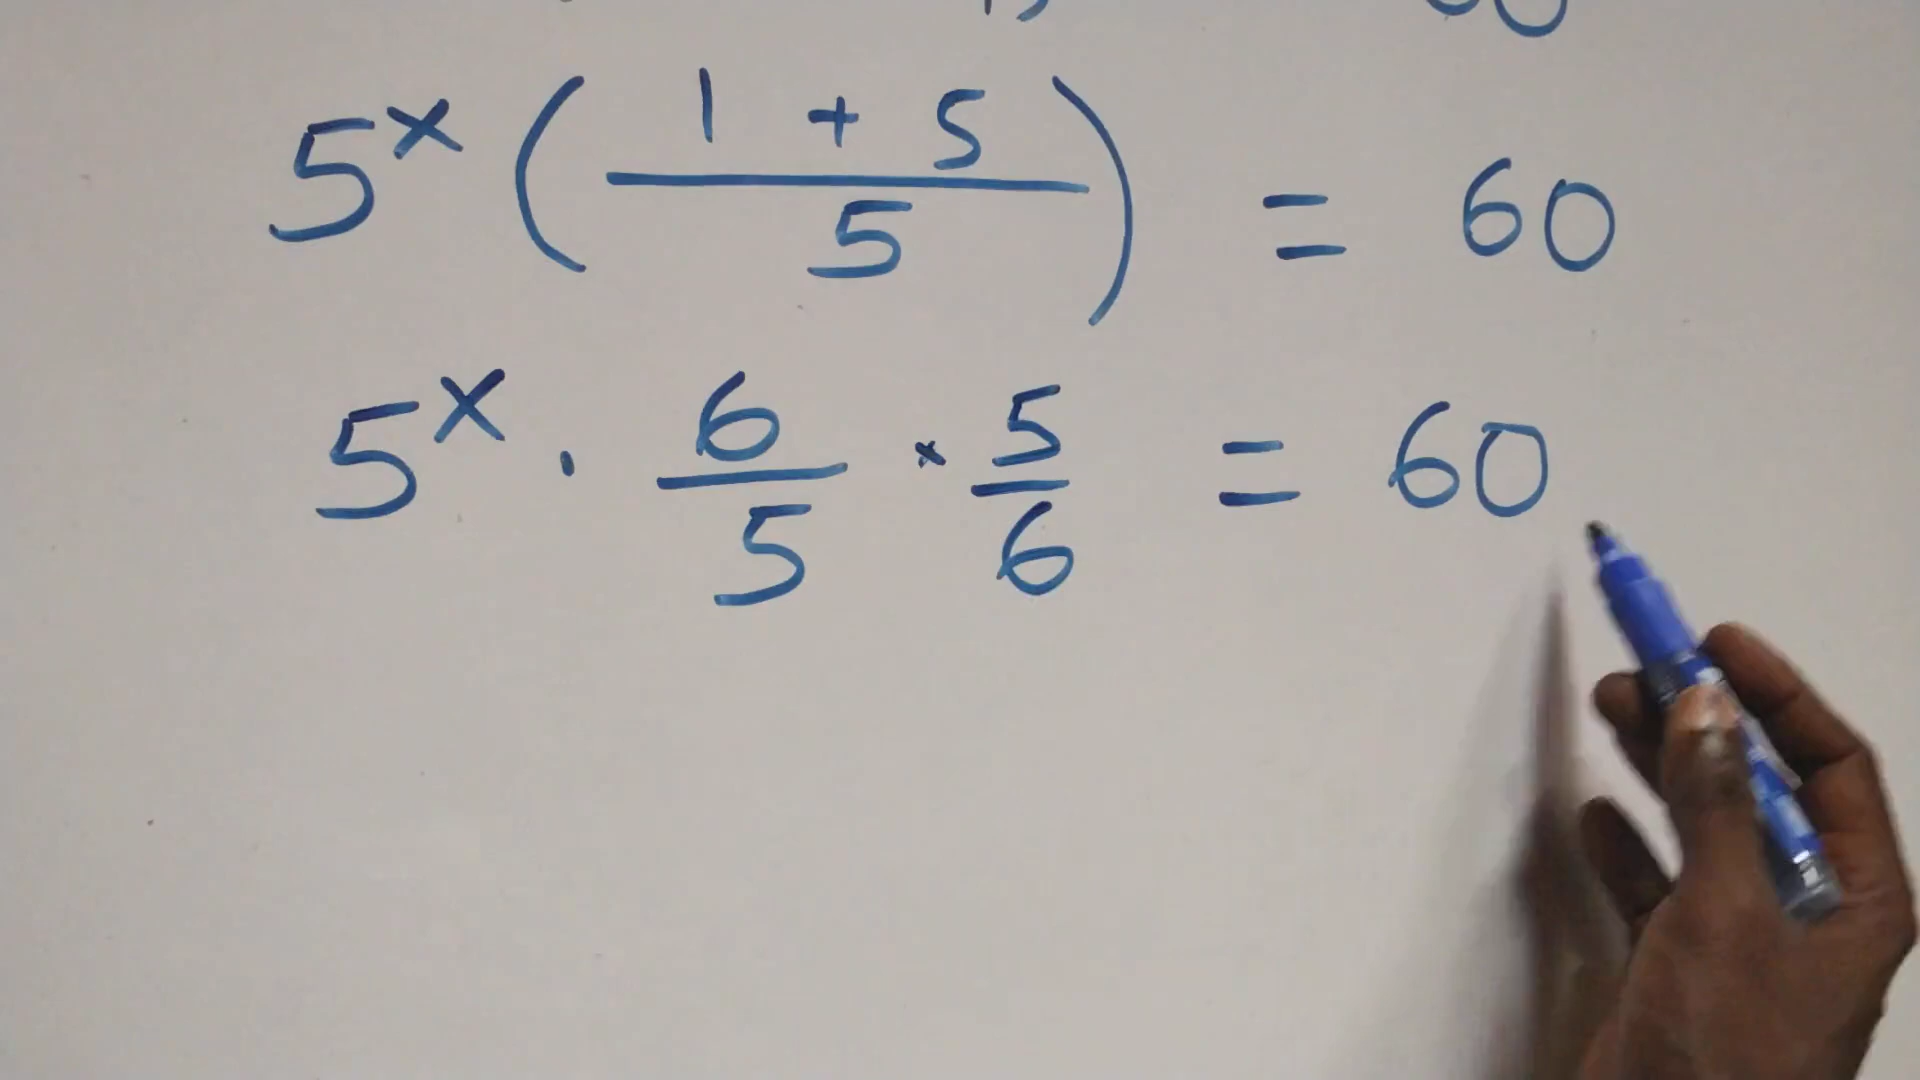 5^x ( (1 + 5) / 5 ) = 60
5^x · 6/5 × 5/6 = 60